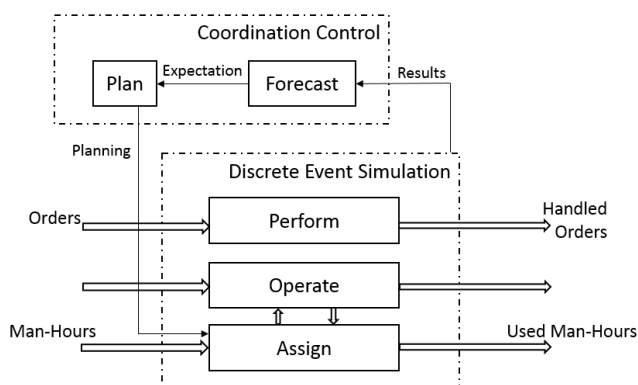 Coordination Control
Plan
Expectation
Forecast
Results
Planning
Discrete Event Simulation
Orders
Perform
Handled
Orders
Operate
Man-Hours
Assign
Used Man-Hours